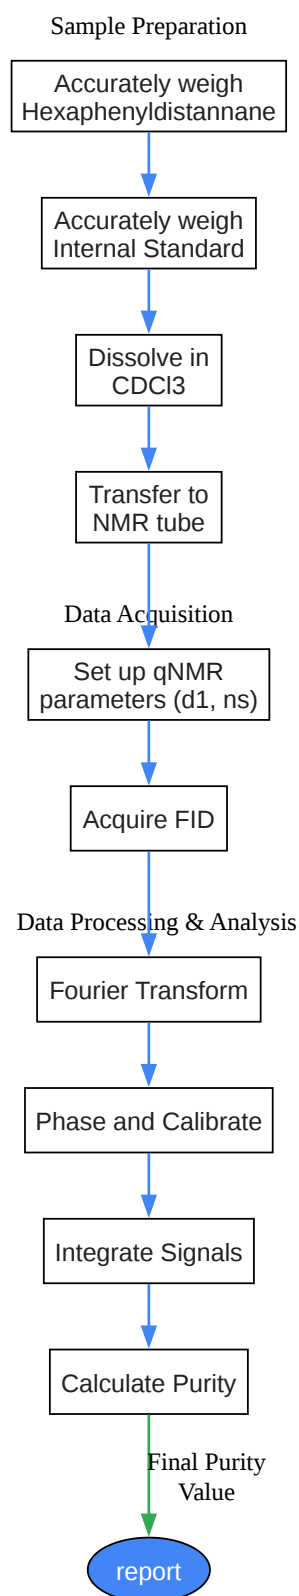 Sample Preparation
Accurately weigh
Hexaphenyldistannane
Accurately weigh
Internal Standard
Dissolve in
CDCl3
Transfer to
NMR tube
Data Acquisition
Set up qNMR
parameters (d1, ns)
Acquire FID
Data Processing & Analysis
Fourier Transform
Phase and Calibrate
Integrate Signals
Calculate Purity
Final Purity
Value
report